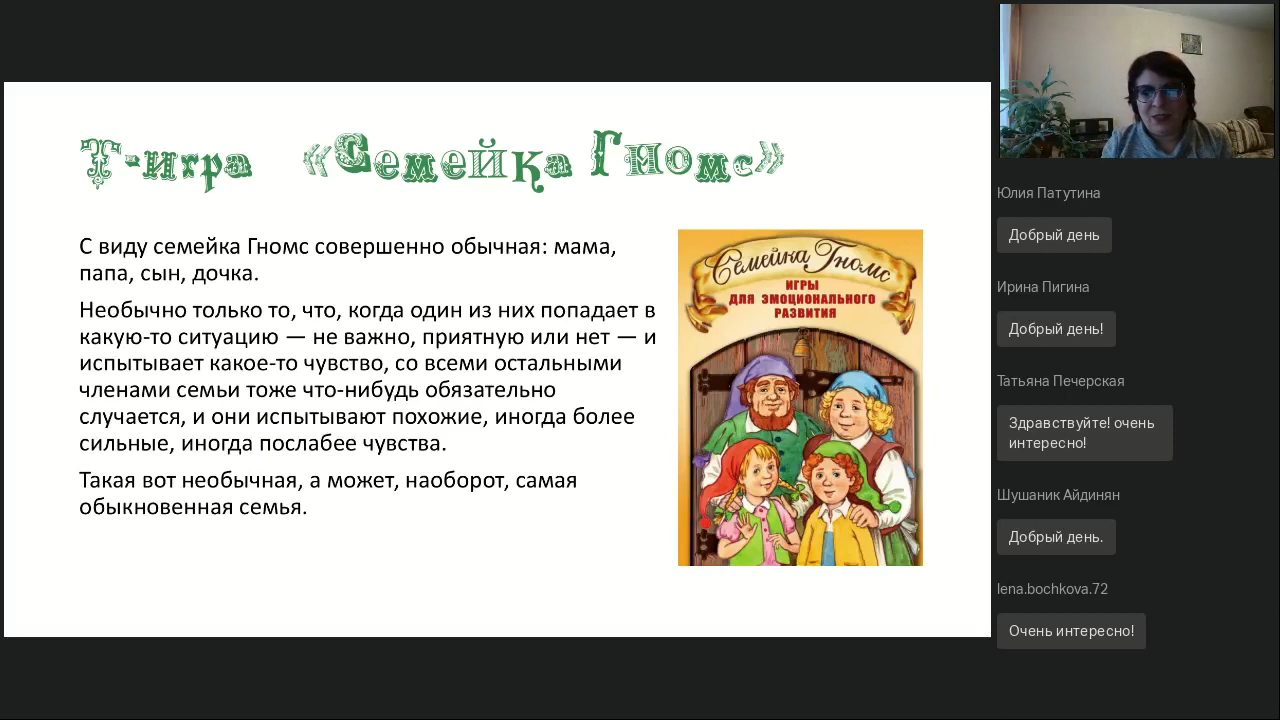 Т-игра «Семейка Гномс»
С виду семейка Гномс совершенно обычная: мама,
папа, сын, дочка.
Необычно только то, что, когда один из них попадает в
какую-то ситуацию — не важно, приятную или нет — и
испытывает какое-то чувство, со всеми остальными
членами семьи тоже что-нибудь обязательно
случается, и они испытывают похожие, иногда более
сильные, иногда послабее чувства.
Такая вот необычная, а может, наоборот, самая
обыкновенная семья.
Семейка Гномс
ИГРЫ
ДЛЯ ЭМОЦИОНАЛЬНОГО
РАЗВИТИЯ
Юлия Патутина
Добрый день
Ирина Пигина
Добрый день!
Татьяна Печерская
Здравствуйте! очень
интересно!
Шушаник Айдинян
Добрый день.
lena.bochkova.72
Очень интересно!